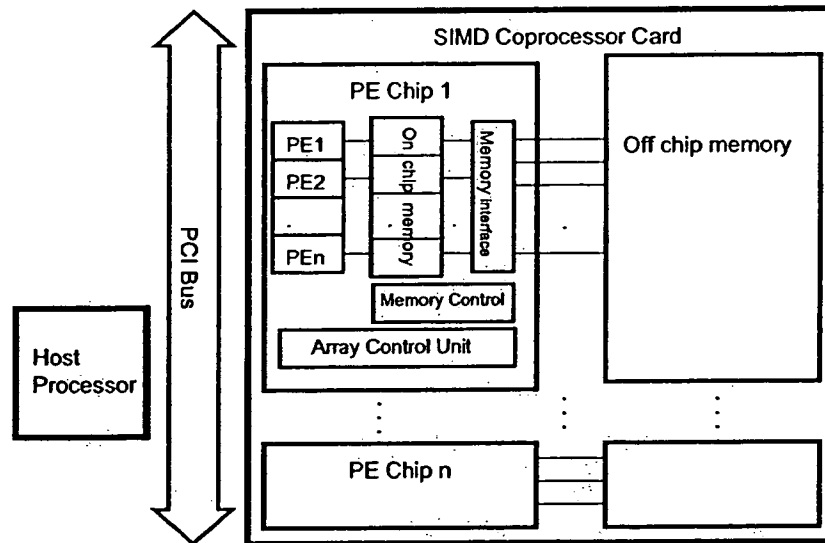 SIMD Coprocessor Card
PE Chip 1
PE1
PE2
PEn
On chip memory
Memory interface
Off chip memory
Memory Control
Array Control Unit
PCI Bus
Host
Processor
PE Chip n